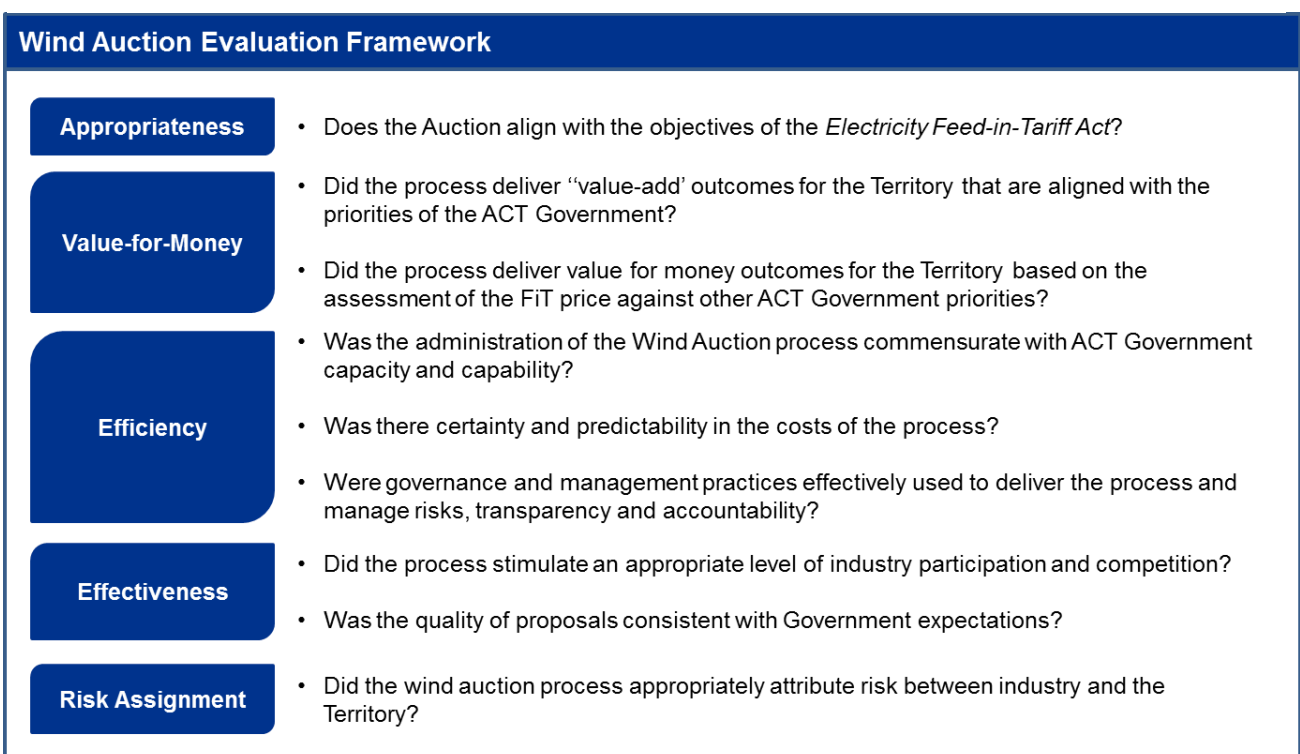 Wind Auction Evaluation Framework
Appropriateness
• Does the Auction align with the objectives of the Electricity Feed-in-Tariff Act?
Value-for-Money
• Did the process deliver ‘‘value-add’ outcomes for the Territory that are aligned with the
priorities of the ACT Government?
• Did the process deliver value for money outcomes for the Territory based on the
assessment of the FiT price against other ACT Government priorities?
Efficiency
• Was the administration of the Wind Auction process commensurate with ACT Government
capacity and capability?
• Was there certainty and predictability in the costs of the process?
• Were governance and management practices effectively used to deliver the process and
manage risks, transparency and accountability?
Effectiveness
• Did the process stimulate an appropriate level of industry participation and competition?
• Was the quality of proposals consistent with Government expectations?
Risk Assignment
• Did the wind auction process appropriately attribute risk between industry and the
Territory?